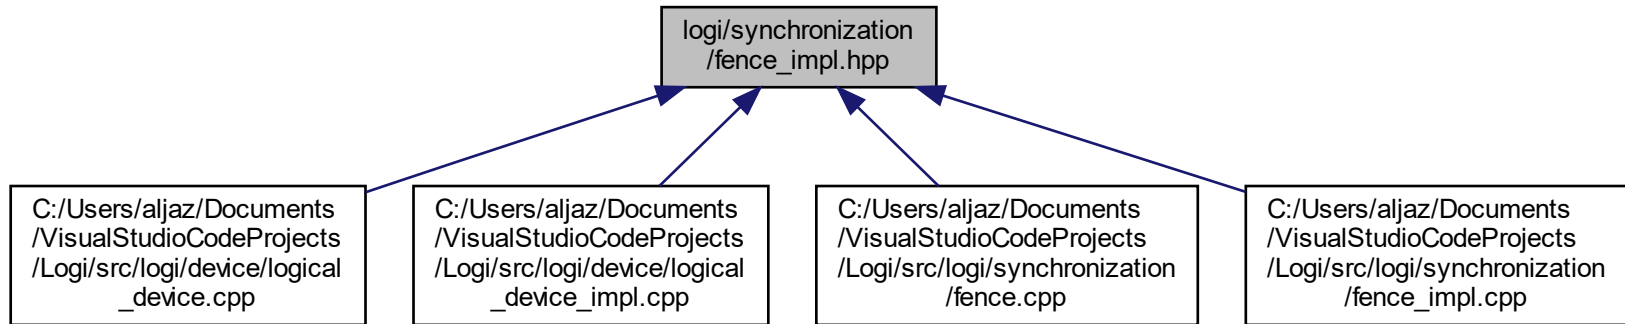 logi/synchronization
/fence_impl.hpp
C:/Users/aljaz/Documents
/VisualStudioCodeProjects
/Logi/src/logi/device/logical
_device.cpp
C:/Users/aljaz/Documents
/VisualStudioCodeProjects
/Logi/src/logi/device/logical
_device_impl.cpp
C:/Users/aljaz/Documents
/VisualStudioCodeProjects
/Logi/src/logi/synchronization
/fence.cpp
C:/Users/aljaz/Documents
/VisualStudioCodeProjects
/Logi/src/logi/synchronization
/fence_impl.cpp